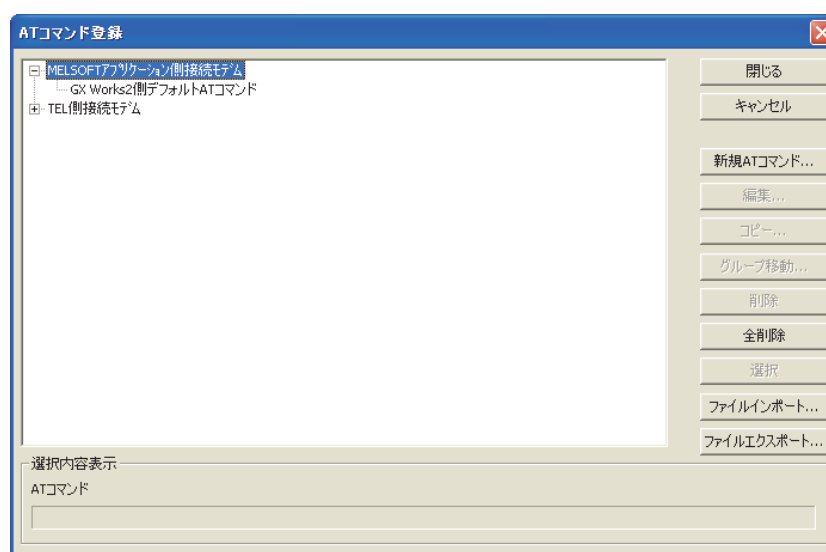 ATコマンド登録
MELSOFTアプリケーション側接続モデム
GX Works2側デフォルトATコマンド
TEL側接続モデム
閉じる
キャンセル
新規ATコマンド...
編集...
コピー...
グループ移動...
削除
全削除
選択
ファイルインポート...
ファイルエクスポート...
選択内容表示
ATコマンド